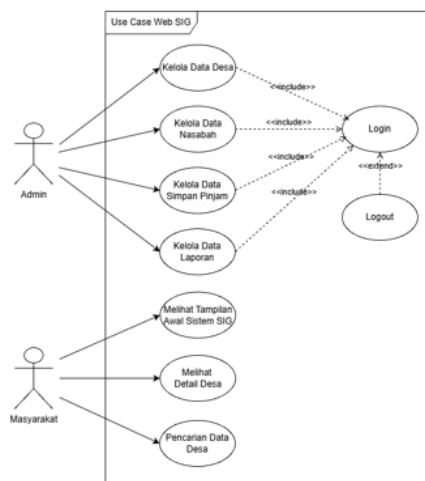 Use Case Web SIG
Kelola Data Desa
<<include>>
Kelola Data
Nasabah
<<include>>
Login
Admin
<<include>>
<<extend>>
Kelola Data
Simpan Pinjam
<<include>>
Logout
Kelola Data
Laporan
Melihat Tampilan
Awal Sistem SIG
Melihat
Detail Desa
Masyarakat
Pencarian Data
Desa